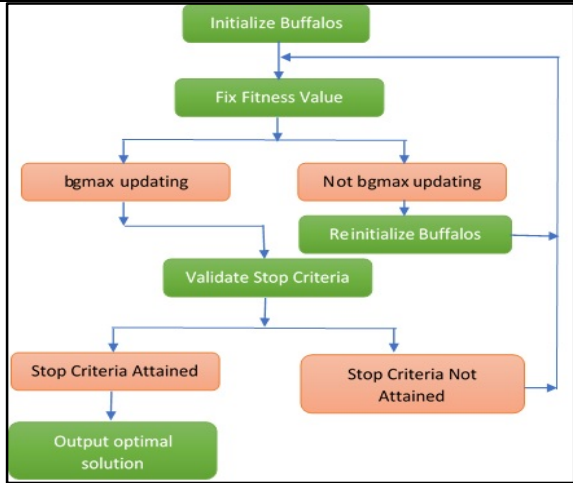 Initialize Buffalos
Fix Fitness Value
bgmax updating
Not bgmax updating
Reinitialize Buffalos
Validate Stop Criteria
Stop Criteria Attained
Stop Criteria Not
Attained
Output optimal
solution